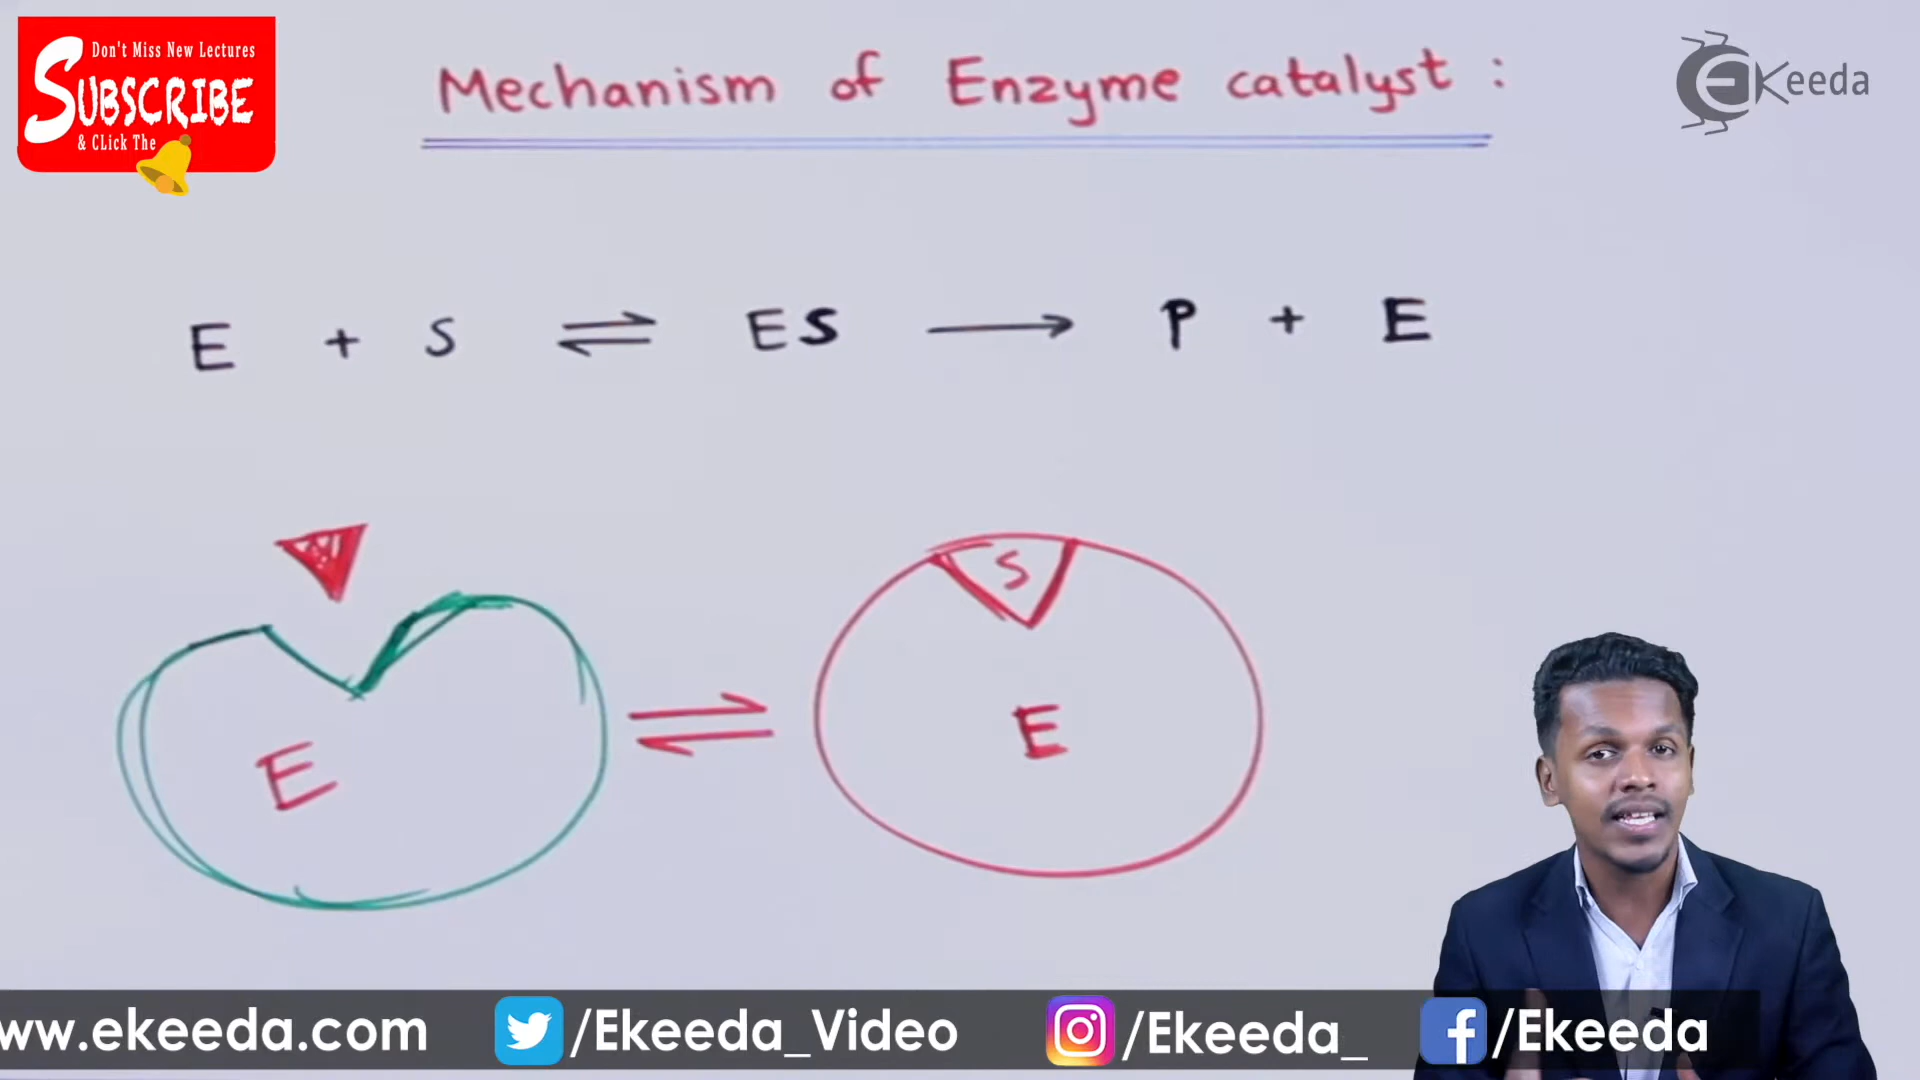 Don't Miss New Lectures
SUBSCRIBE
& CLick The
Mechanism of Enzyme catalyst :
Keeda
E + S ⇌ ES ⟶ P + E
S
E
E
ww.ekeeda.com
/Ekeeda_Video
/Ekeeda_
/Ekeeda